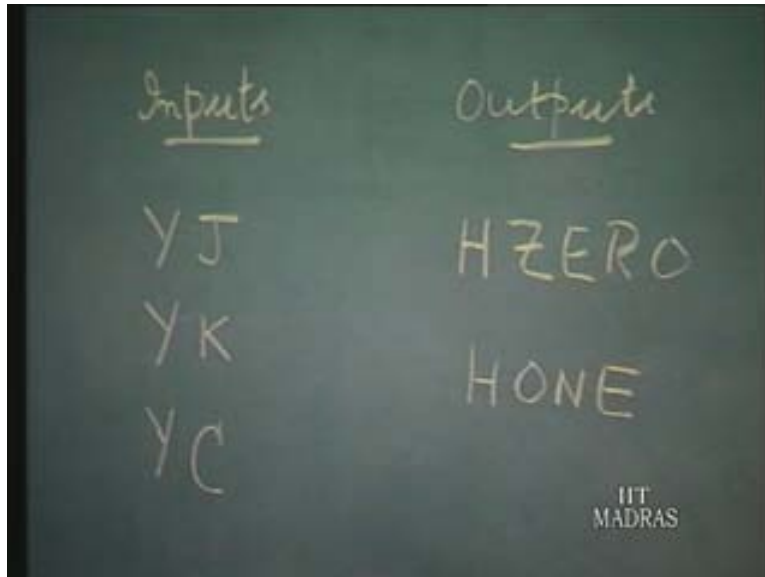 Inputs Outputs
YJ HZERO
YK
HONE
YC
IIT
MADRAS